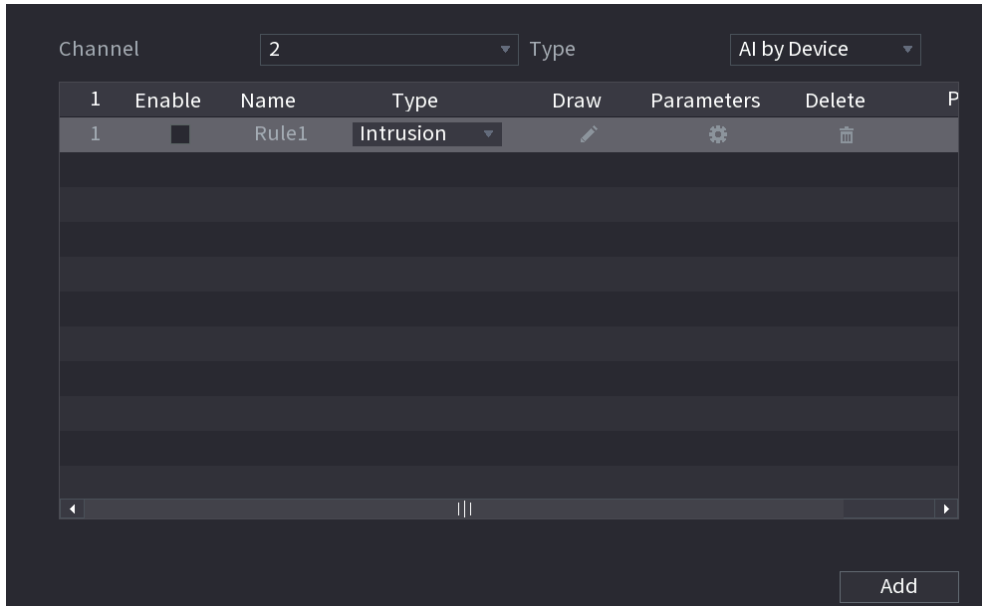 Channel 2 Type AI by Device
1 Enable Name Type Draw Parameters Delete P
1 Rule1 Intrusion
Add